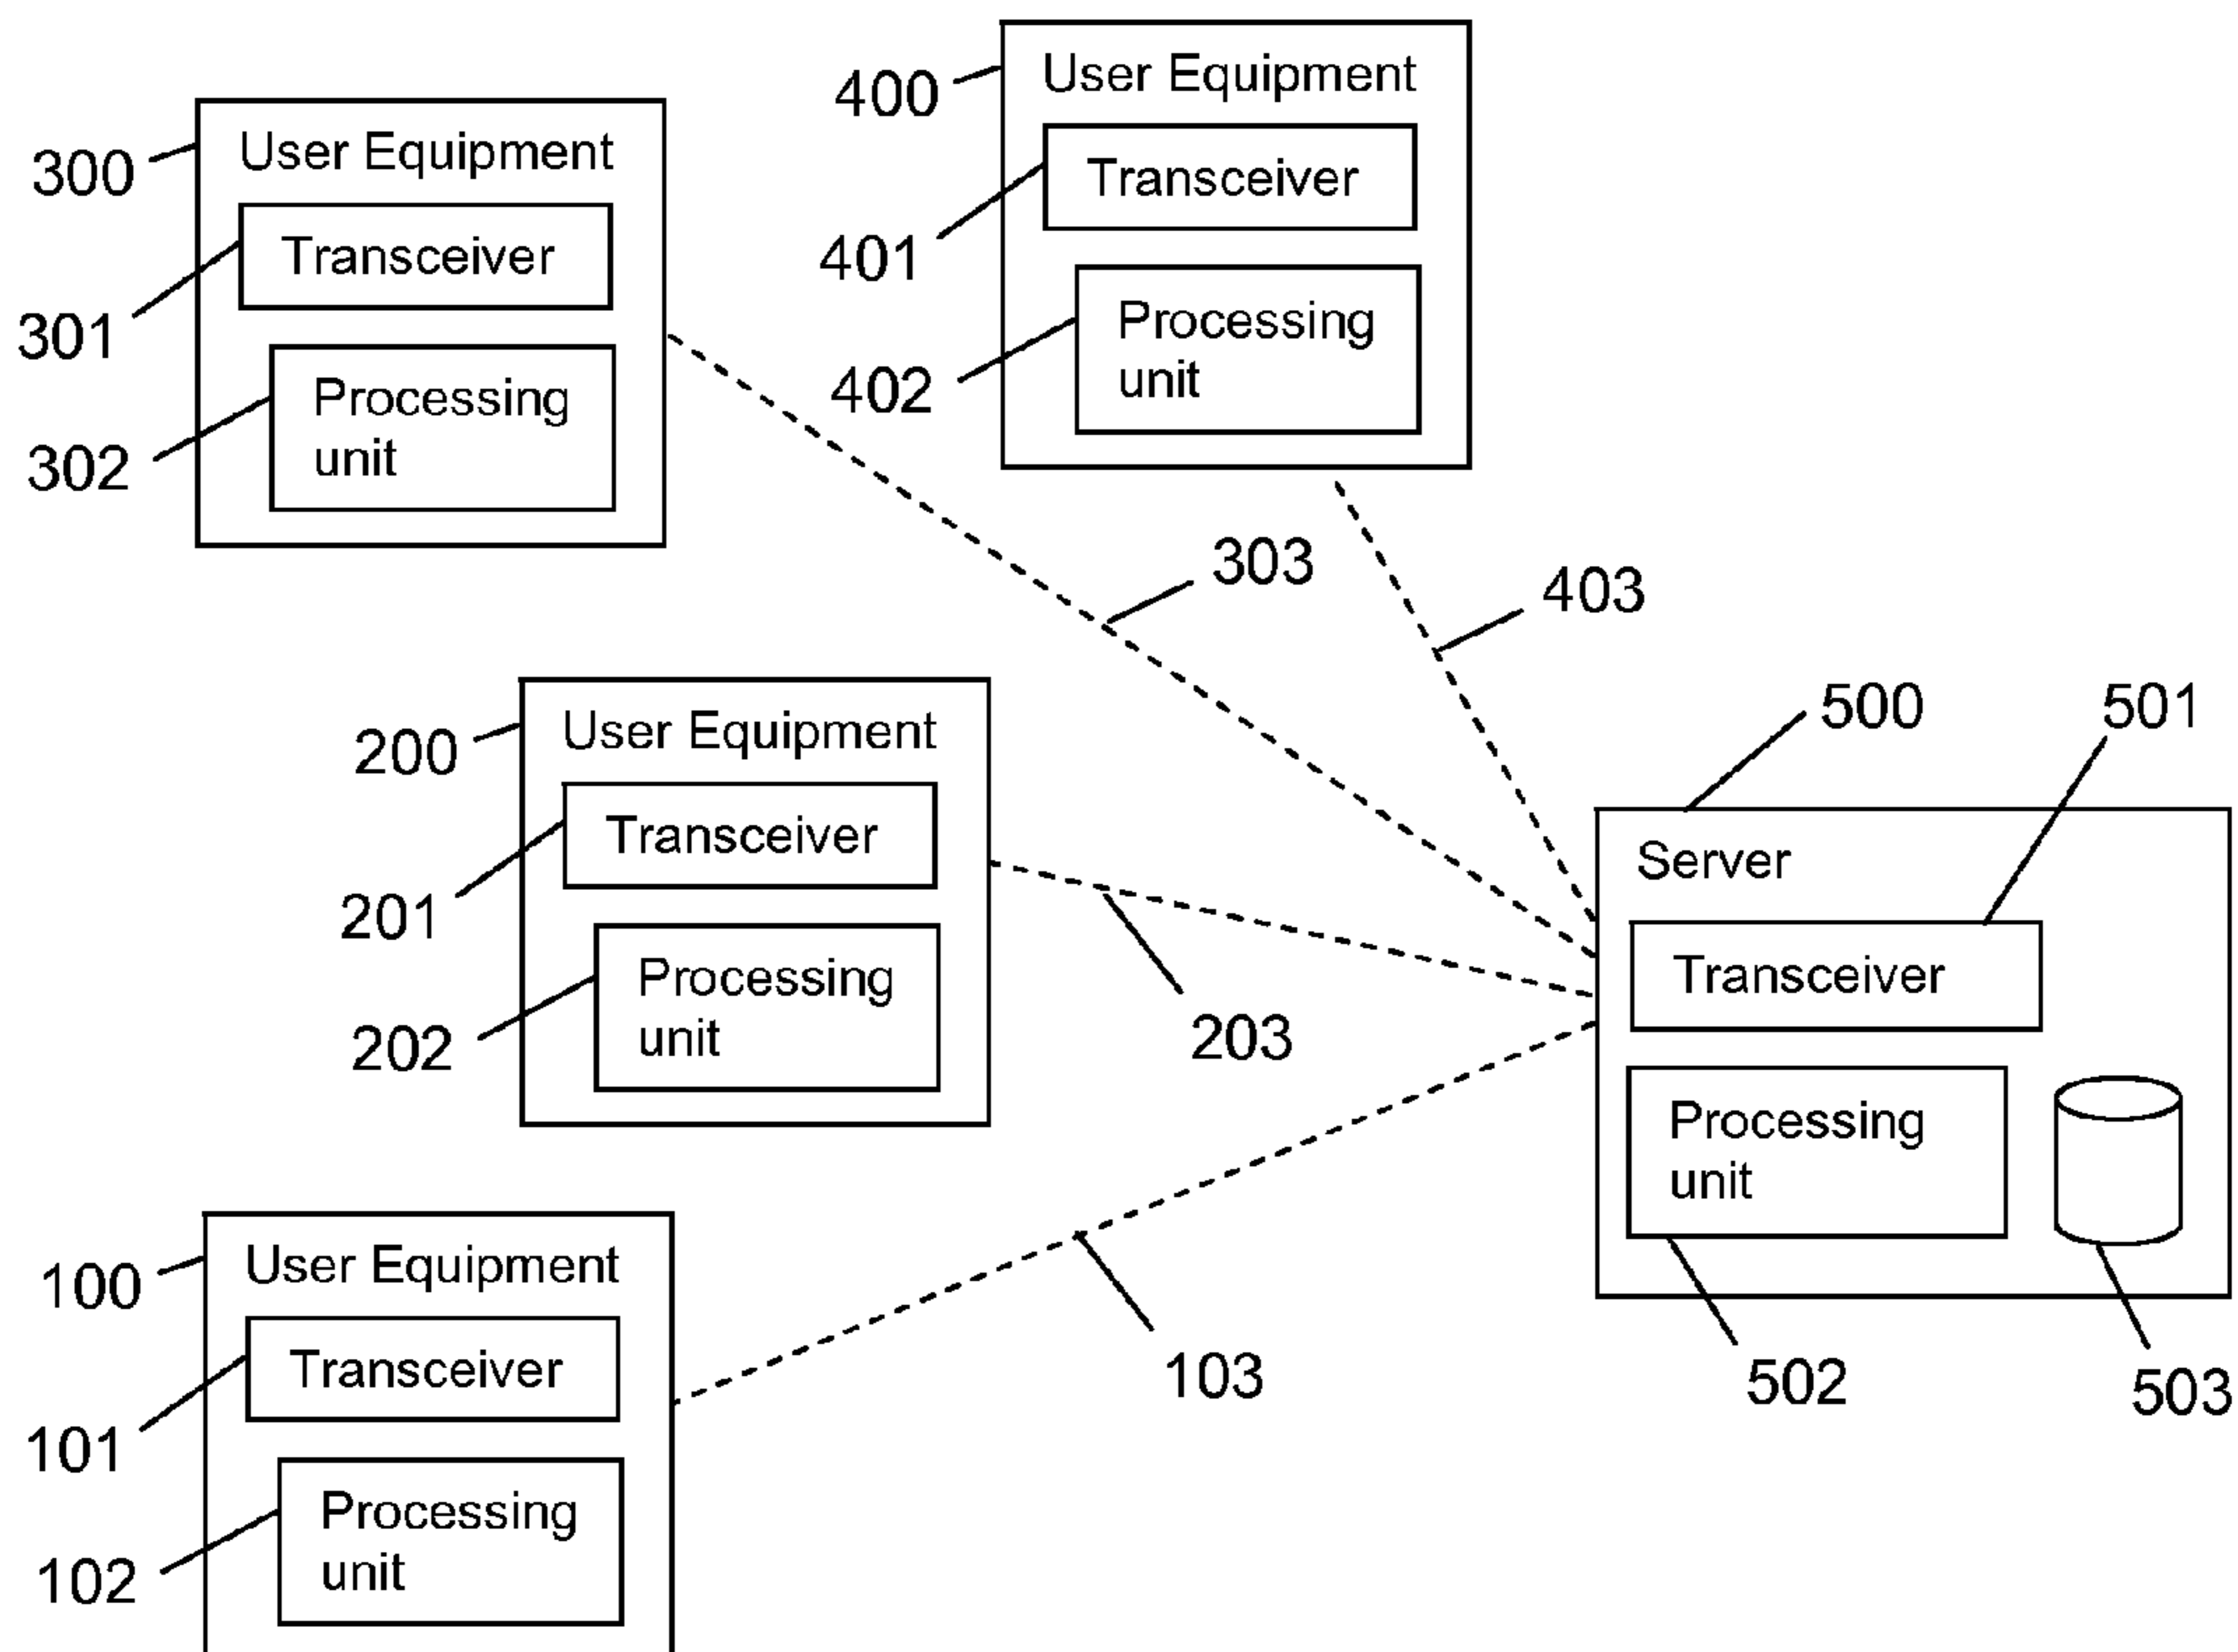 400
User Equipment
Transceiver
401
Processing
unit
402
300
User Equipment
Transceiver
301
Processing
unit
302
303
403
200
User Equipment
Transceiver
201
Processing
unit
202
203
500
501
Server
Transceiver
Processing
unit
502
503
100
User Equipment
Transceiver
101
Processing
unit
102
103